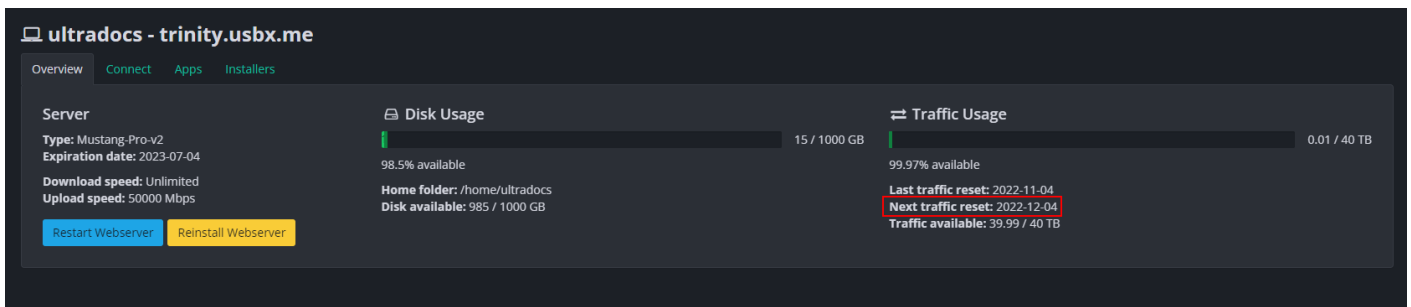 ultradocs - trinity.usbx.me
Overview Connect Apps Installers
Server
Type: Mustang-Pro-v2
Expiration date: 2023-07-04
Download speed: Unlimited
Upload speed: 50000 Mbps
Restart Webserver Reinstall Webserver
Disk Usage
15 / 1000 GB
98.5% available
Home folder: /home/ultradocs
Disk available: 985 / 1000 GB
Traffic Usage
0.01 / 40 TB
99.97% available
Last traffic reset: 2022-11-04
Next traffic reset: 2022-12-04
Traffic available: 39.99 / 40 TB